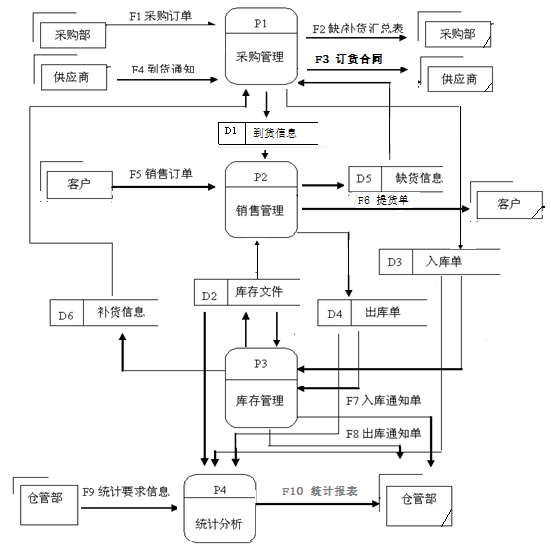 F1 采购订单
P1
F2 缺/补货汇总表
采购部
采购部
采购管理
F4 到货通知
F3 订货合同
供应商
供应商
D1 到货信息
P2
F5 销售订单
D5 缺货信息
客户
F6 提货单
销售管理
客户
D3 入库单
D2 库存文件
D6 补货信息
D4 出库单
P3
库存管理
F7 入库通知单
F8 出库通知单
P4
F9 统计要求信息
F10 统计报表
仓管部
仓管部
统计分析